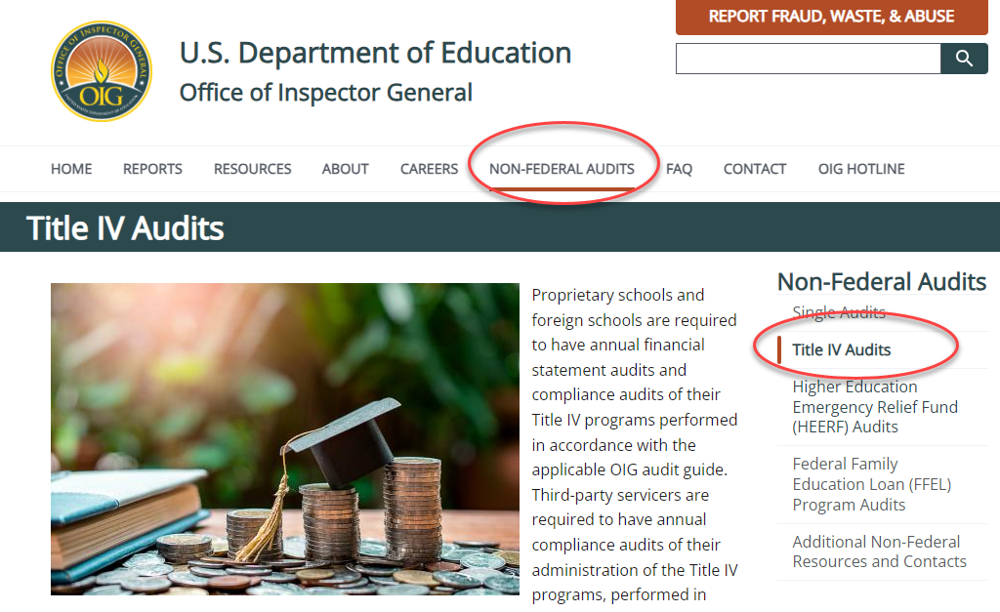 REPORT FRAUD, WASTE, & ABUSE
OFFICE OF INSPECTOR GENERAL
OIG
U.S. Department of Education
Office of Inspector General
HOME REPORTS RESOURCES ABOUT CAREERS NON-FEDERAL AUDITS FAQ CONTACT OIG HOTLINE
Title IV Audits
Proprietary schools and
foreign schools are required
to have annual financial
statement audits and
compliance audits of their
Title IV programs performed
in accordance with the
applicable OIG audit guide.
Third-party servicers are
required to have annual
compliance audits of their
administration of the Title IV
programs, performed in
Non-Federal Audits
Single Audits
Title IV Audits
Higher Education
Emergency Relief Fund
(HEERF) Audits
Federal Family
Education Loan (FFEL)
Program Audits
Additional Non-Federal
Resources and Contacts